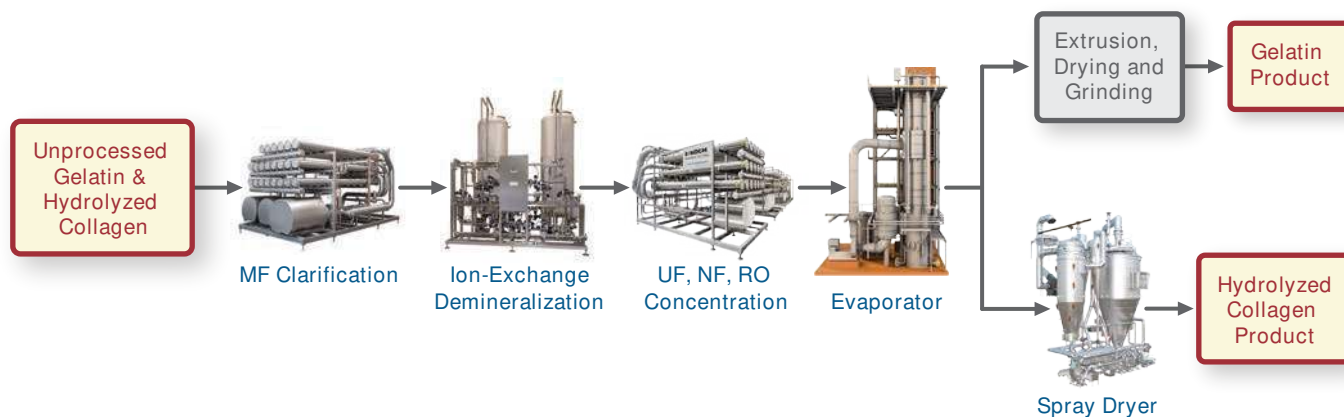 Unprocessed
Gelatin &
Hydrolyzed
Collagen
MF Clarification
Ion-Exchange
Demineralization
UF, NF, RO
Concentration
Evaporator
Extrusion,
Drying and
Grinding
Gelatin
Product
Spray Dryer
Hydrolyzed
Collagen
Product